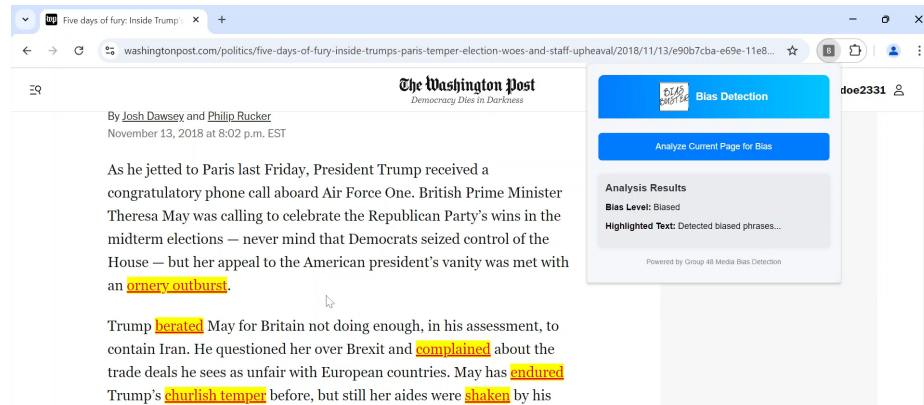 Five days of fury: Inside Trump's
washingtonpost.com/politics/five-days-of-fury-inside-trumps-paris-temper-election-woes-and-staff-upheaval/2018/11/13/e90b7cba-e69e-11e8...
B
The Washington Post
Democracy Dies in Darkness
doe2331
BIAS
BUSTER
Bias Detection
Analyze Current Page for Bias
Analysis Results
Bias Level: Biased
Highlighted Text: Detected biased phrases...
Powered by Group 48 Media Bias Detection
By Josh Dawsey and Philip Rucker
November 13, 2018 at 8:02 p.m. EST
As he jetted to Paris last Friday, President Trump received a
congratulatory phone call aboard Air Force One. British Prime Minister
Theresa May was calling to celebrate the Republican Party's wins in the
midterm elections — never mind that Democrats seized control of the
House — but her appeal to the American president's vanity was met with
an ornery outburst.
Trump berated May for Britain not doing enough, in his assessment, to
contain Iran. He questioned her over Brexit and complained about the
trade deals he sees as unfair with European countries. May has endured
Trump's churlish temper before, but still her aides were shaken by his